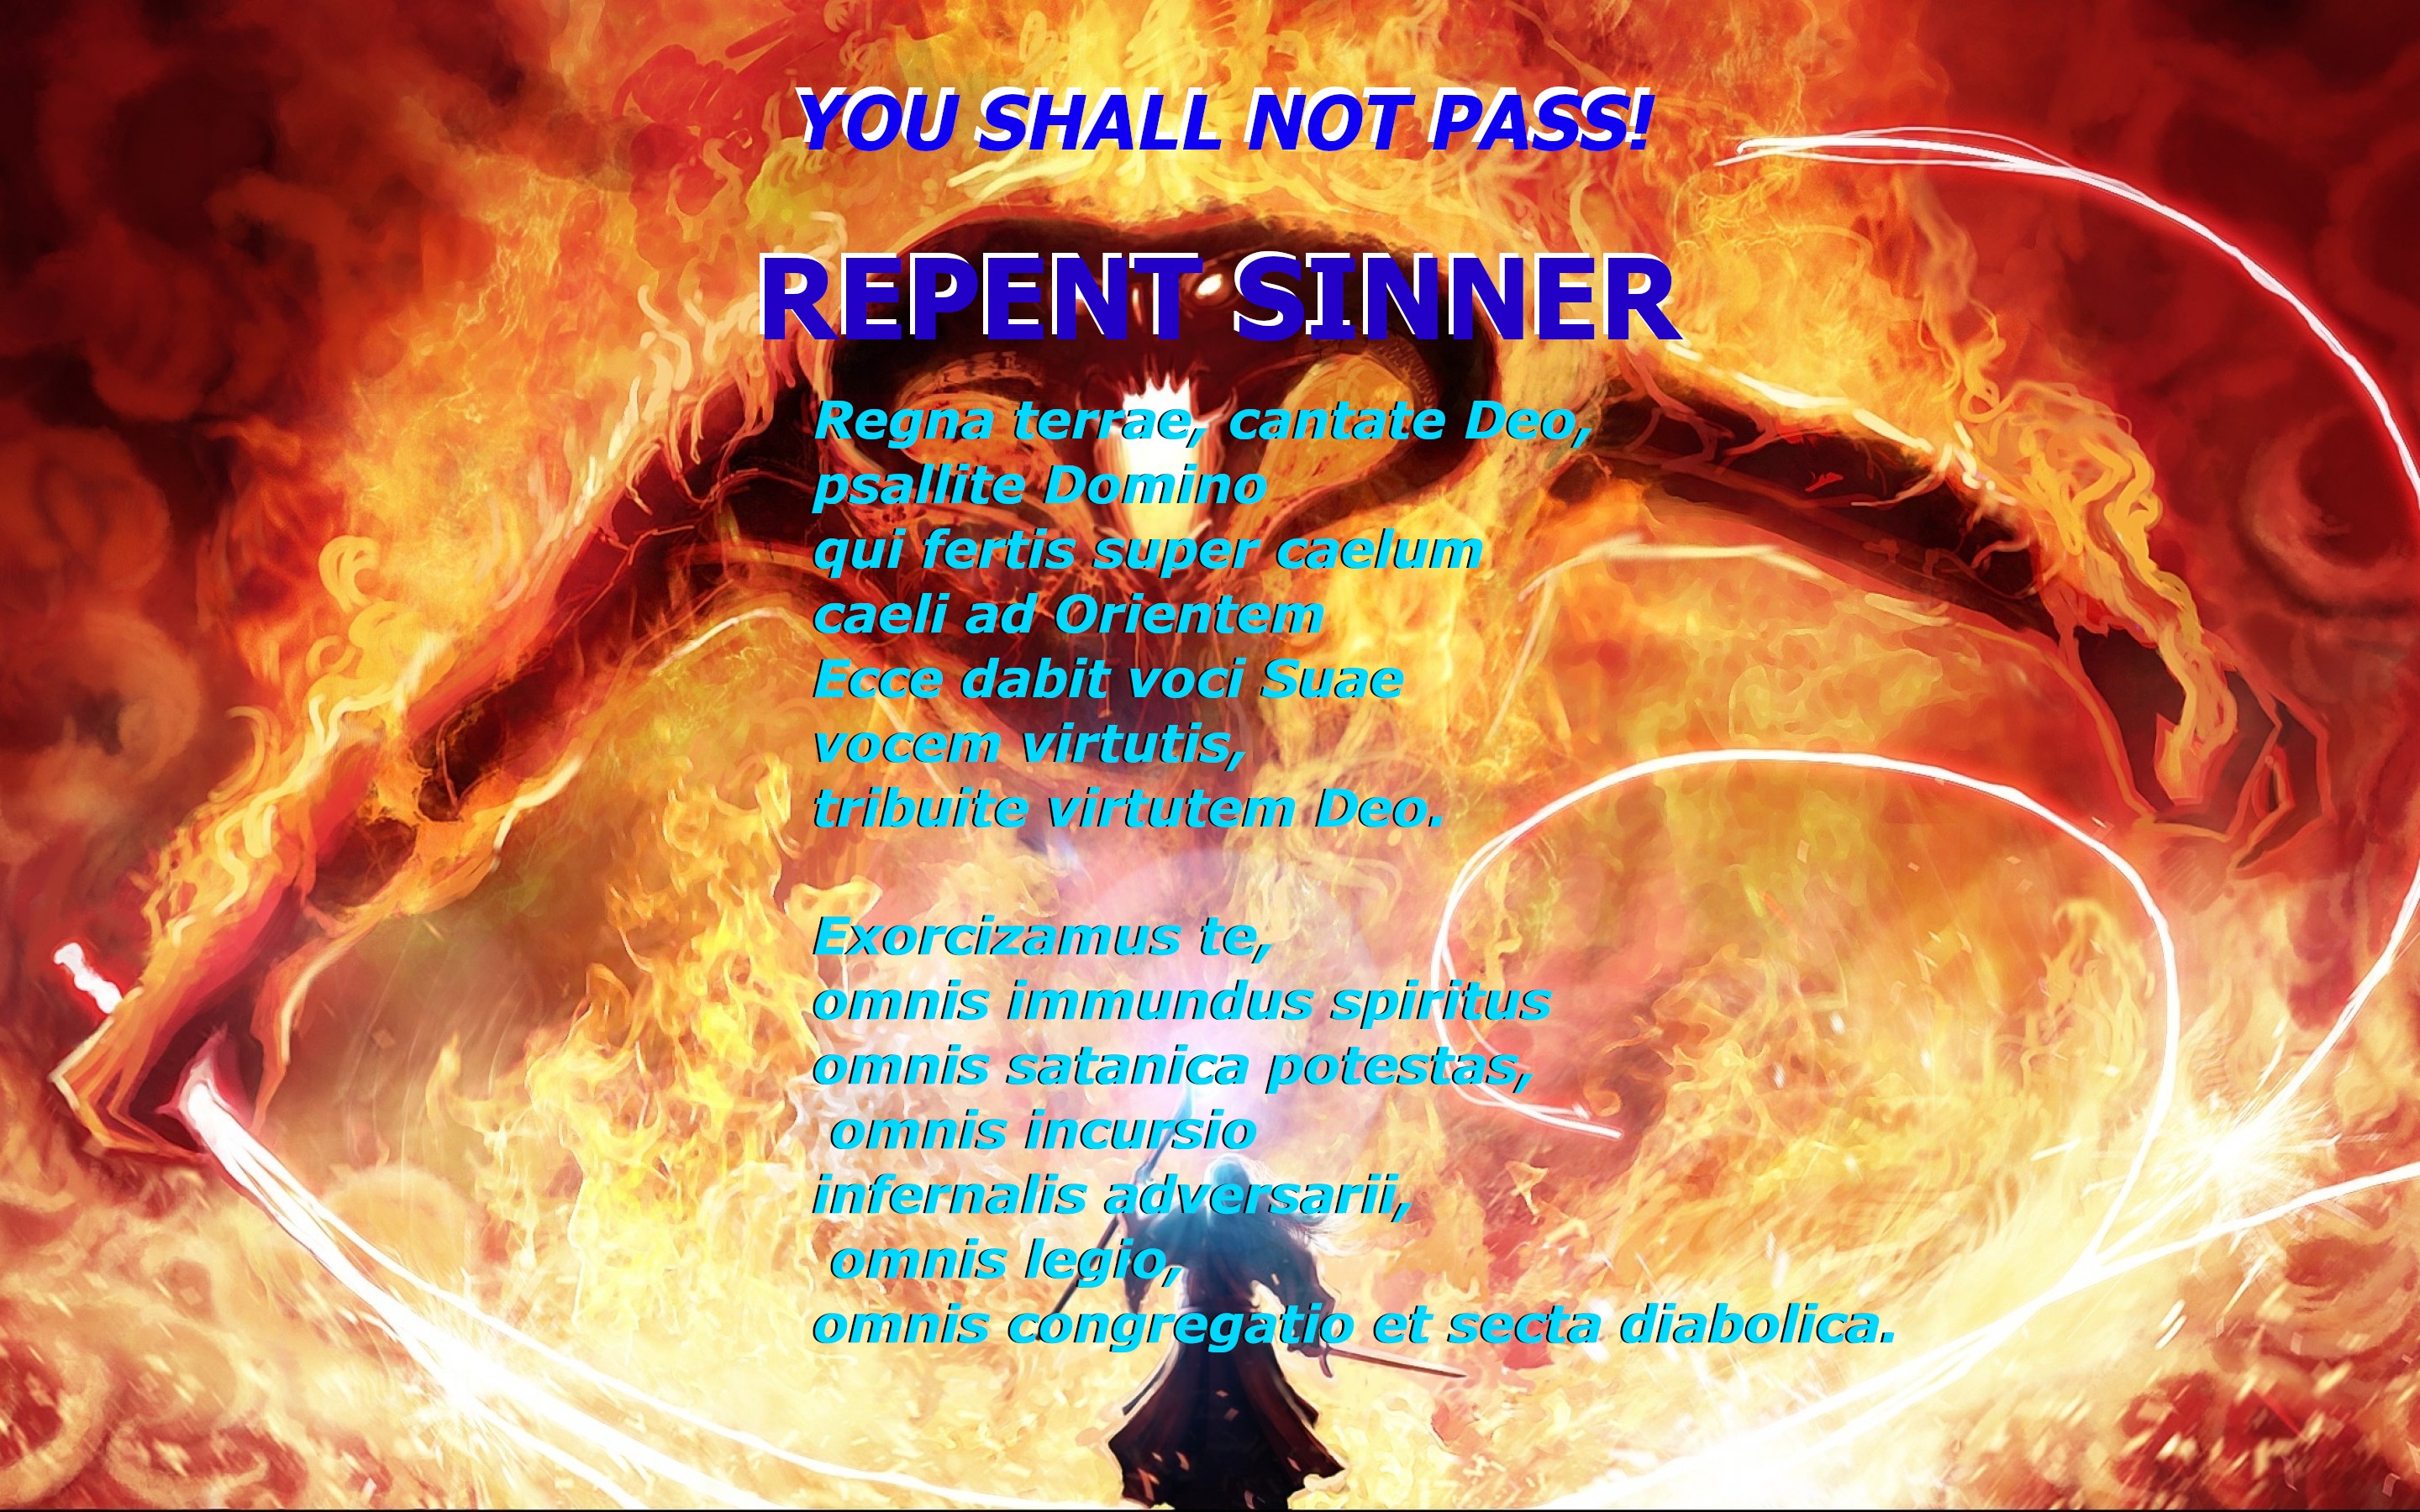 YOU SHALL NOT PASS!
REPENT SINNER
Regna terrae, cantate Deo,
psallite Domino
qui fertis super caelum
caeli ad Orientem
Ecce dabit voci Suae
vocem virtutis,
tribuite virtutem Deo.
Exorcizamus te,
omnis immundus spiritus
omnis satanica potestas,
omnis incursio
infernalis adversarii,
omnis legio,
omnis congregatio et secta diabolica.